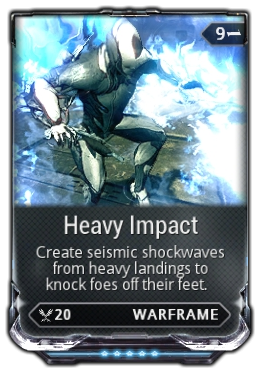 9
Heavy Impact
Create seismic shockwaves
from heavy landings to
knock foes off their feet.
20 WARFRAME